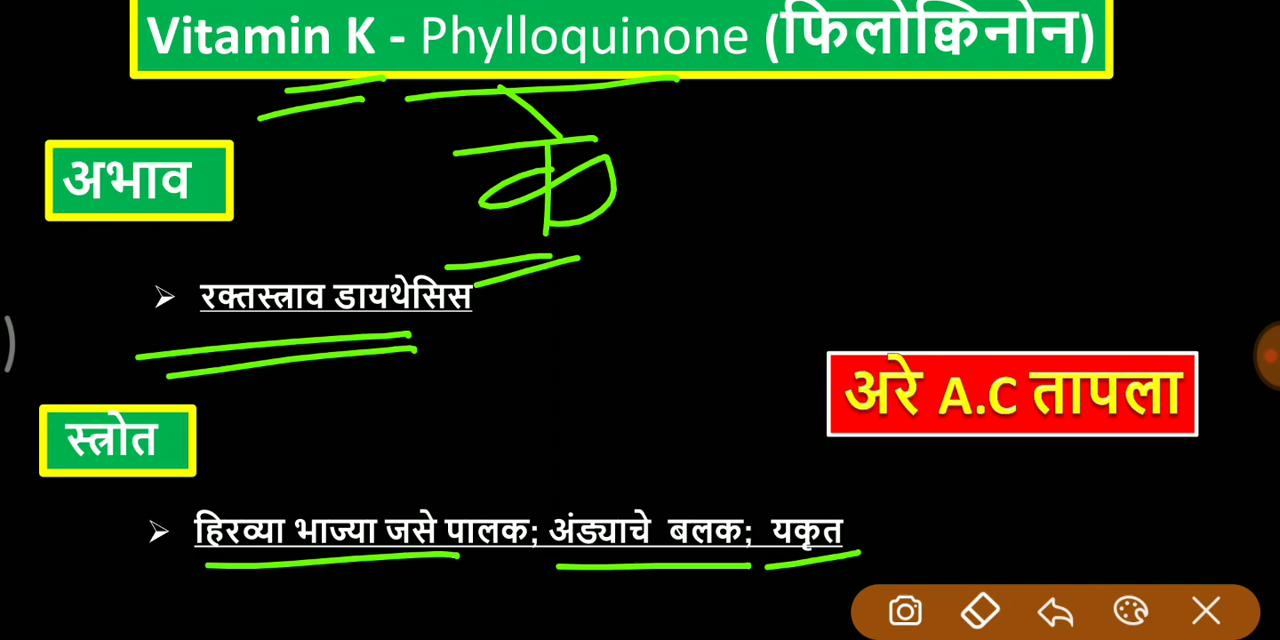 Vitamin K - Phylloquinone (फिलोक्विनोन)
के
अभाव
➢ रक्तस्त्राव डायथेसिस
अरे A.C तापला
स्त्रोत
➢ हिरव्या भाज्या जसे पालक; अंड्याचे बलक; यकृत